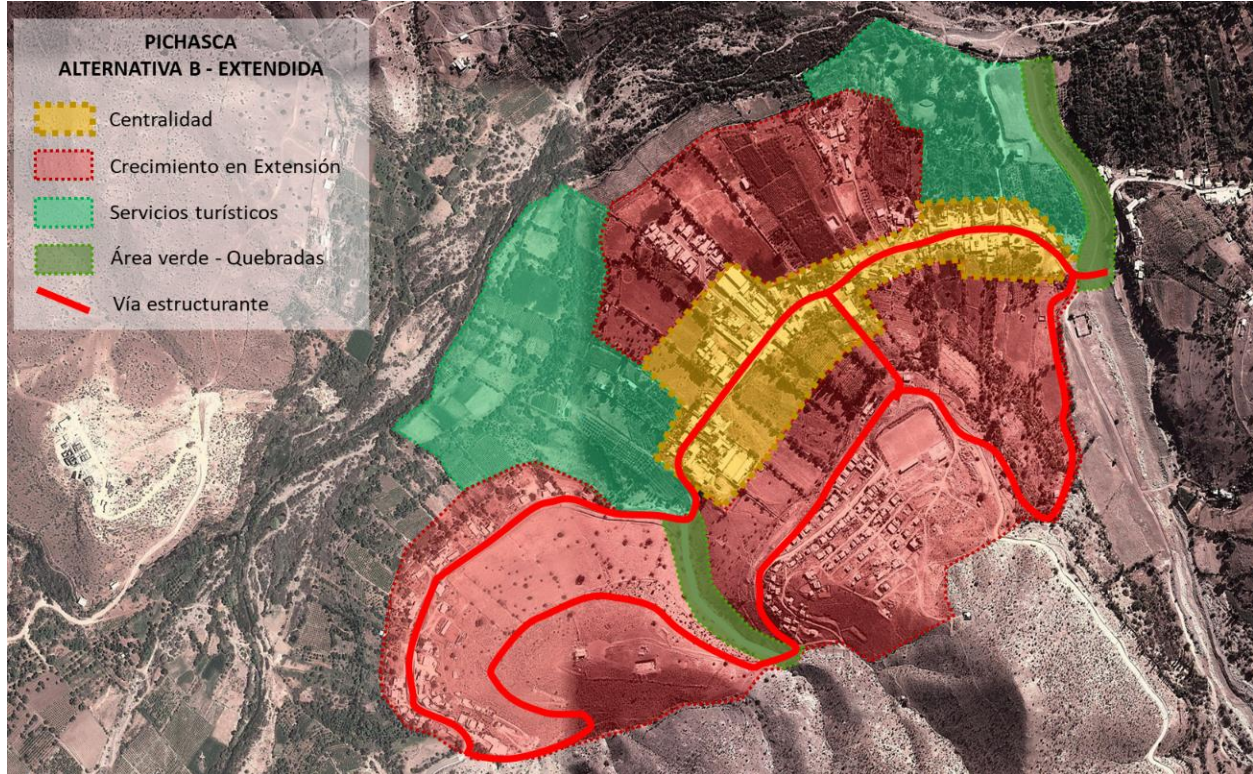 PICHASCA
ALTERNATIVA B - EXTENDIDA
Centralidad
Crecimiento en Extensión
Servicios turísticos
Área verde - Quebradas
Vía estructurante